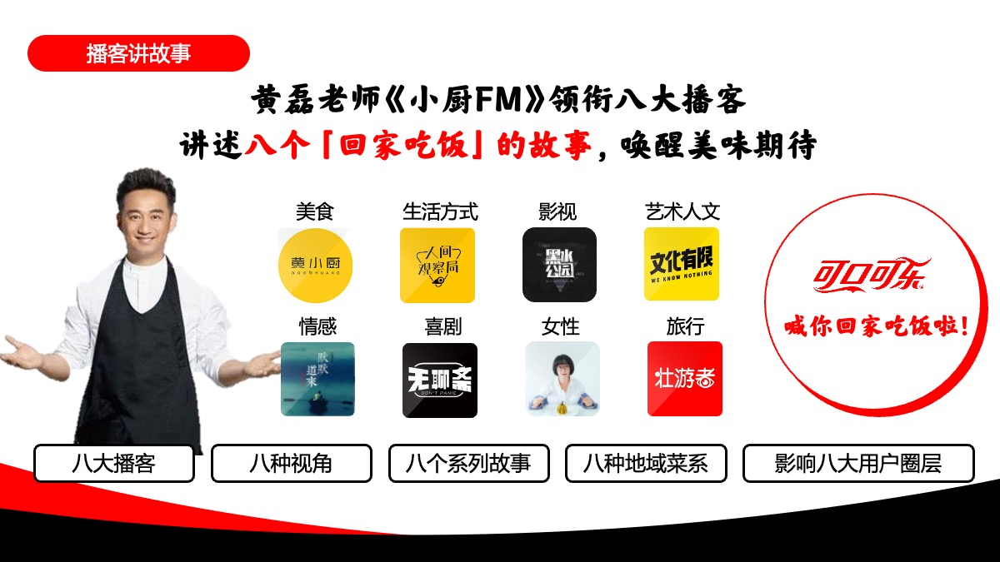 播客讲故事
黄磊老师《小厨FM》领衔八大播客
讲述八个「回家吃饭」的故事，唤醒美味期待
美食
生活方式
影视
艺术人文
黄小厨
人间
观察局
黑水
公园
文化有限
WE KNOW NOTHING
情感
喜剧
女性
旅行
默默
道来
无聊斋
DON'T PANIC
壮游者
可口可乐
喊你回家吃饭啦！
八大播客
八种视角
八个系列故事
八种地域菜系
影响八大用户圈层